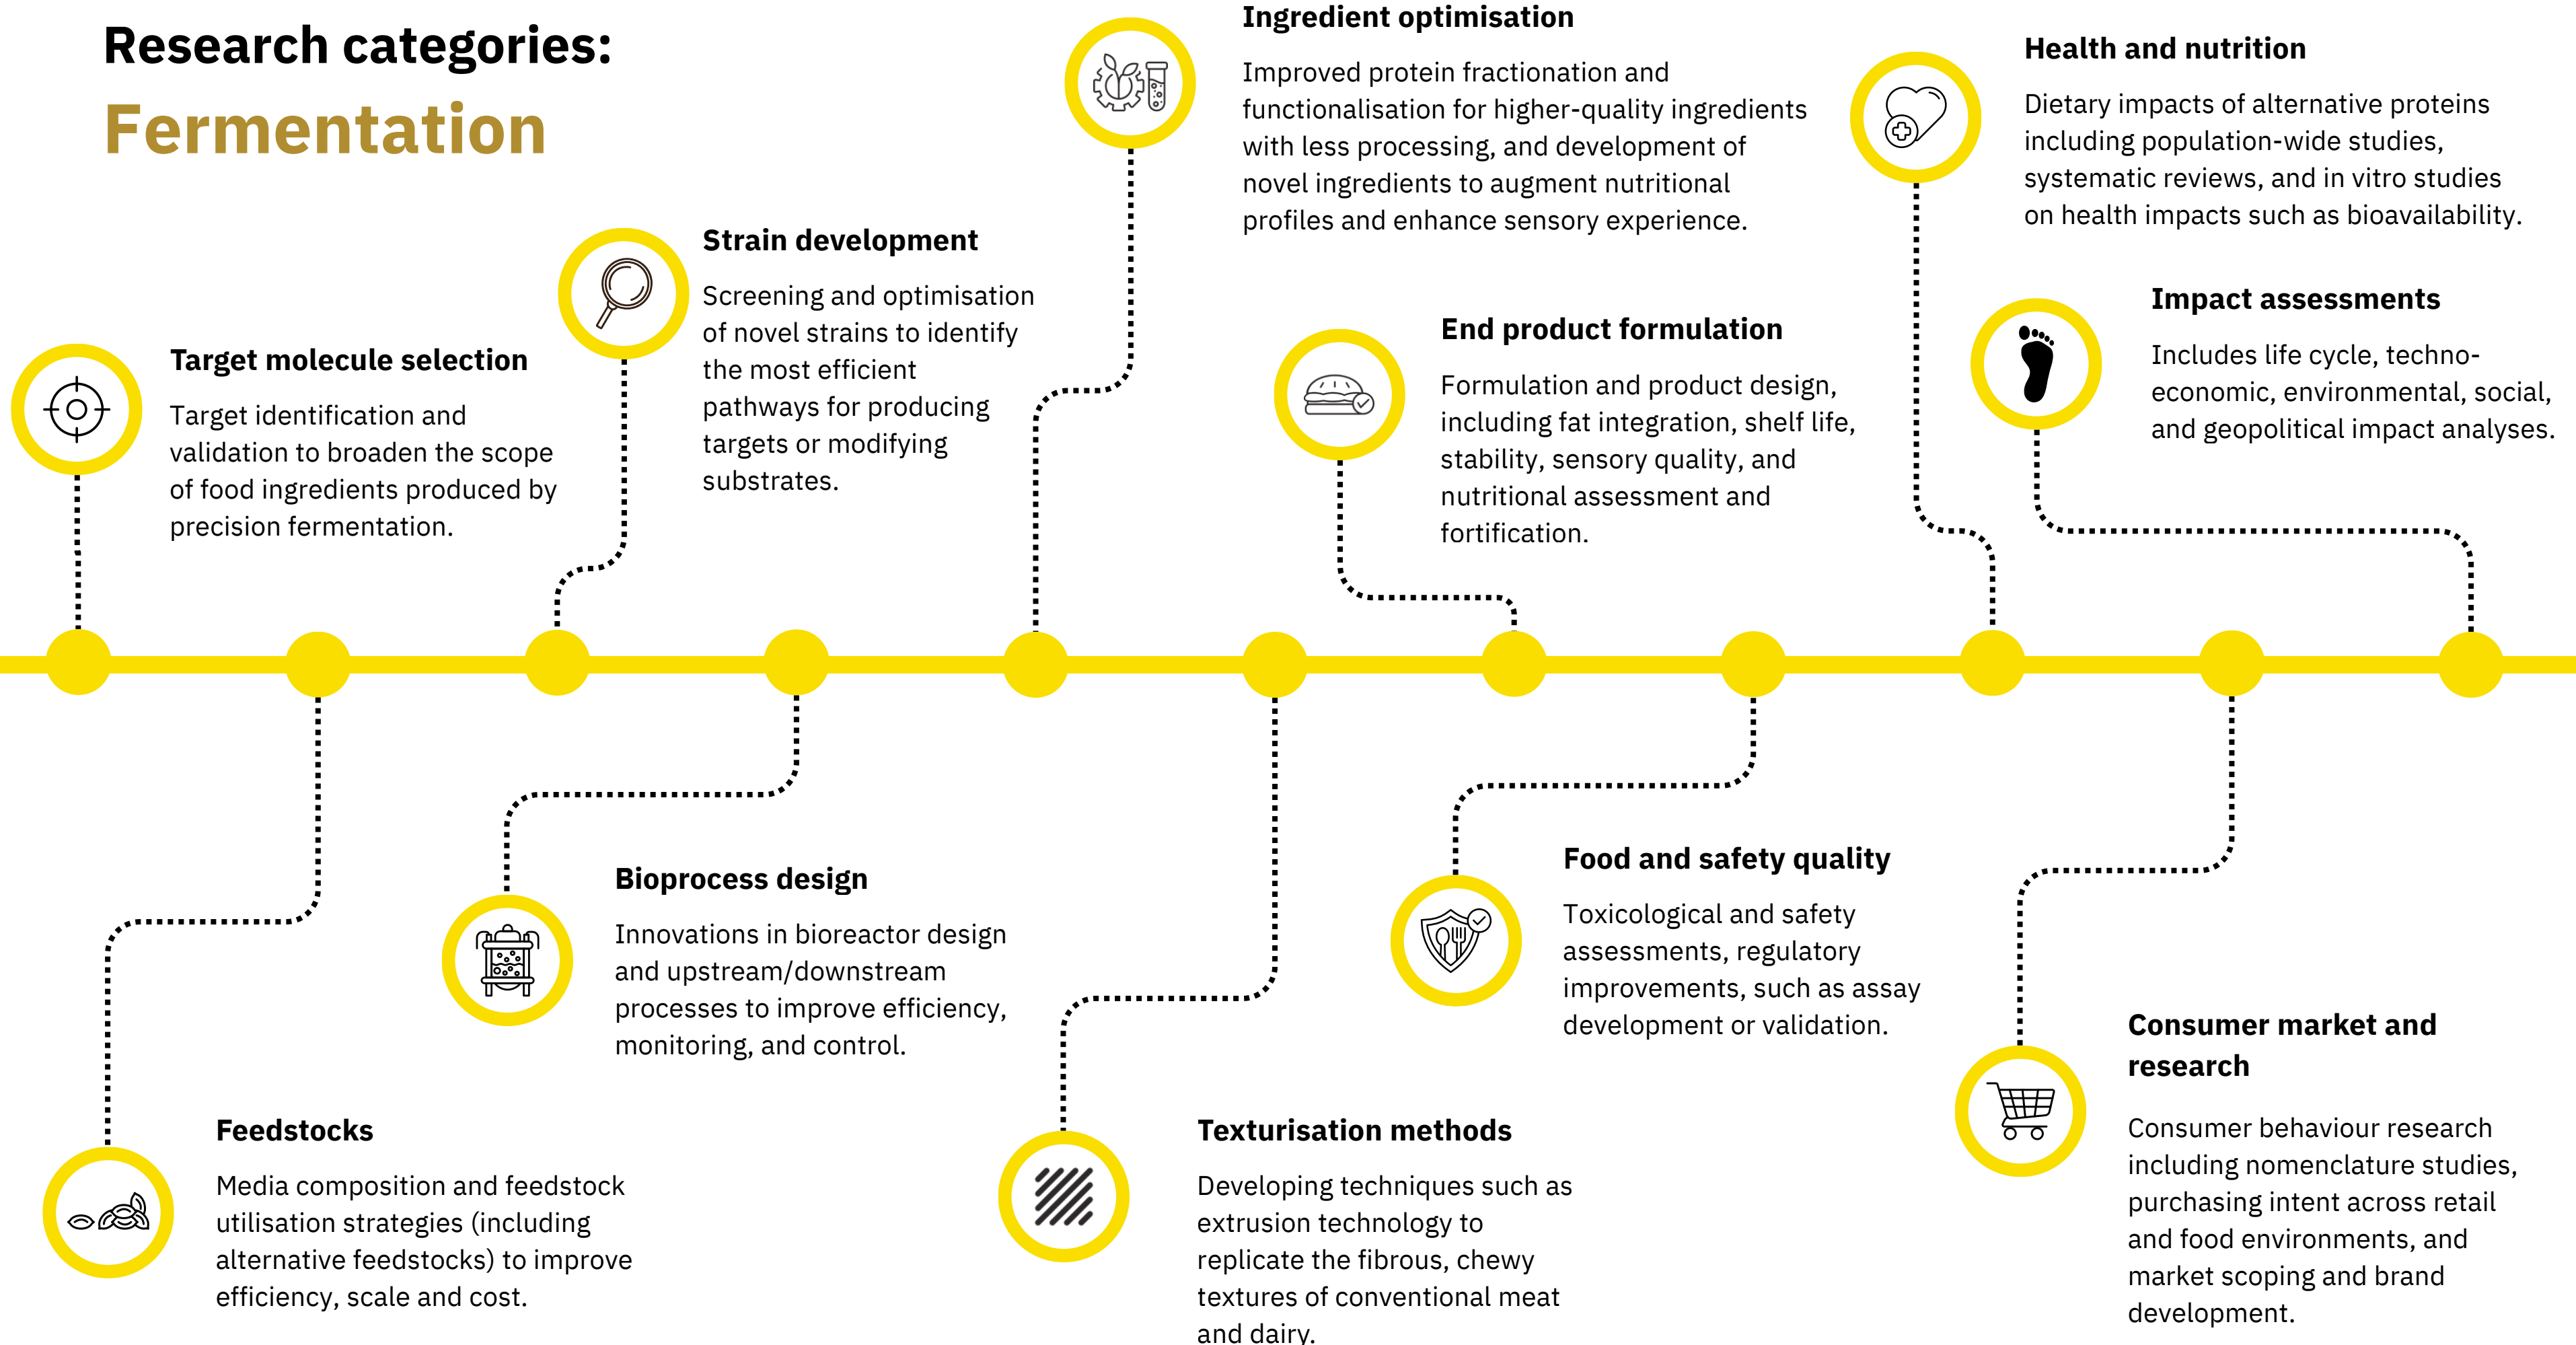 Research categories:
Fermentation
Target molecule selection
Target identification and
validation to broaden the scope
of food ingredients produced by
precision fermentation.
Feedstocks
Media composition and feedstock
utilisation strategies (including
alternative feedstocks) to improve
efficiency, scale and cost.
Strain development
Screening and optimisation
of novel strains to identify
the most efficient
pathways for producing
targets or modifying
substrates.
Bioprocess design
Innovations in bioreactor design
and upstream/downstream
processes to improve efficiency,
monitoring, and control.
Ingredient optimisation
Improved protein fractionation and
functionalisation for higher-quality ingredients
with less processing, and development of
novel ingredients to augment nutritional
profiles and enhance sensory experience.
Texturisation methods
Developing techniques such as
extrusion technology to
replicate the fibrous, chewy
textures of conventional meat
and dairy.
End product formulation
Formulation and product design,
including fat integration, shelf life,
stability, sensory quality, and
nutritional assessment and
fortification.
Food and safety quality
Toxicological and safety
assessments, regulatory
improvements, such as assay
development or validation.
Health and nutrition
Dietary impacts of alternative proteins
including population-wide studies,
systematic reviews, and in vitro studies
on health impacts such as bioavailability.
Consumer market and
research
Consumer behaviour research
including nomenclature studies,
purchasing intent across retail
and food environments, and
market scoping and brand
development.
Impact assessments
Includes life cycle, techno-
economic, environmental, social,
and geopolitical impact analyses.